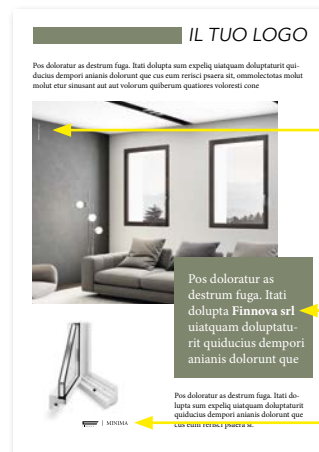 IL TUO LOGO
Pos doloratur as destrum fuga. Itati dolupta sum expeliq uiatquam doluptaturit qui-
ducius dempori anianis dolorunt que cus eum rerisci psaera sit, ommolectotas molut
molut etur sinusant aut aut volorum quiberum quatiores voloresti cone
Pos doloratur as
destrum fuga. Itati
dolupta Finnova srl
uiatquam doluptatu-
rit quiducius dempori
anianis dolorunt que
Pos doloratur as destrum fuga. Itati do-
lupta sum expeliq uiatquam doluptaturit
quiducius dempori anianis dolorunt que
cus eum rerisci psaera si.
MINIMA